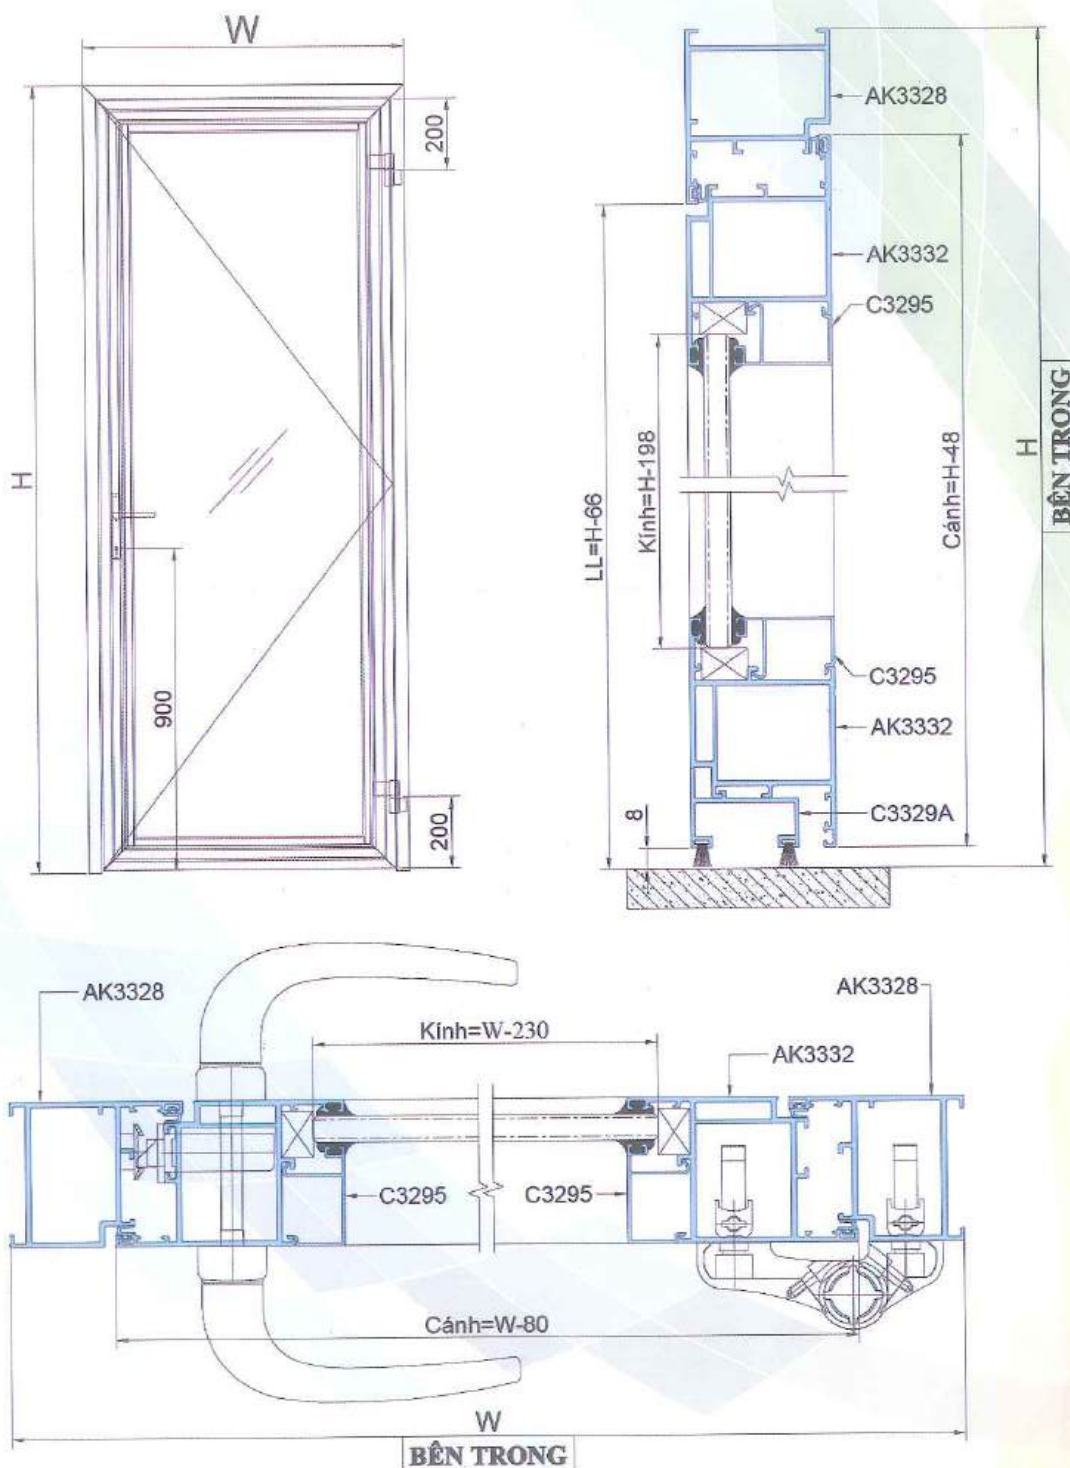 W
200
H
900
200
AK3328
AK3332
C3295
Kính=H-198
LL=H-66
Cánh=H-48
H
BÊN TRONG
C3295
AK3332
C3329A
8
AK3328
AK3328
Kính=W-230
AK3332
C3295
C3295
Cánh=W-80
W
BÊN TRONG